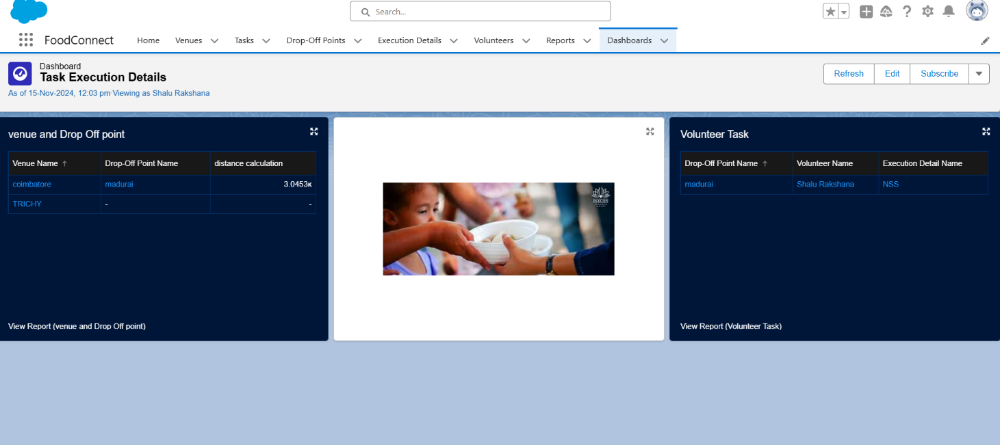 Search...
FoodConnect
Home
Venues
Tasks
Drop-Off Points
Execution Details
Volunteers
Reports
Dashboards
Dashboard
Task Execution Details
As of 15-Nov-2024, 12:03 pm·Viewing as Shalu Rakshana
Refresh
Edit
Subscribe
venue and Drop Off point
Venue Name ↑ Drop-Off Point Name distance calculation
coimbatore madurai 3.0453K
TRICHY - -
View Report (venue and Drop Off point)
Volunteer Task
Drop-Off Point Name ↑ Volunteer Name Execution Detail Name
madurai Shalu Rakshana NSS
View Report (Volunteer Task)